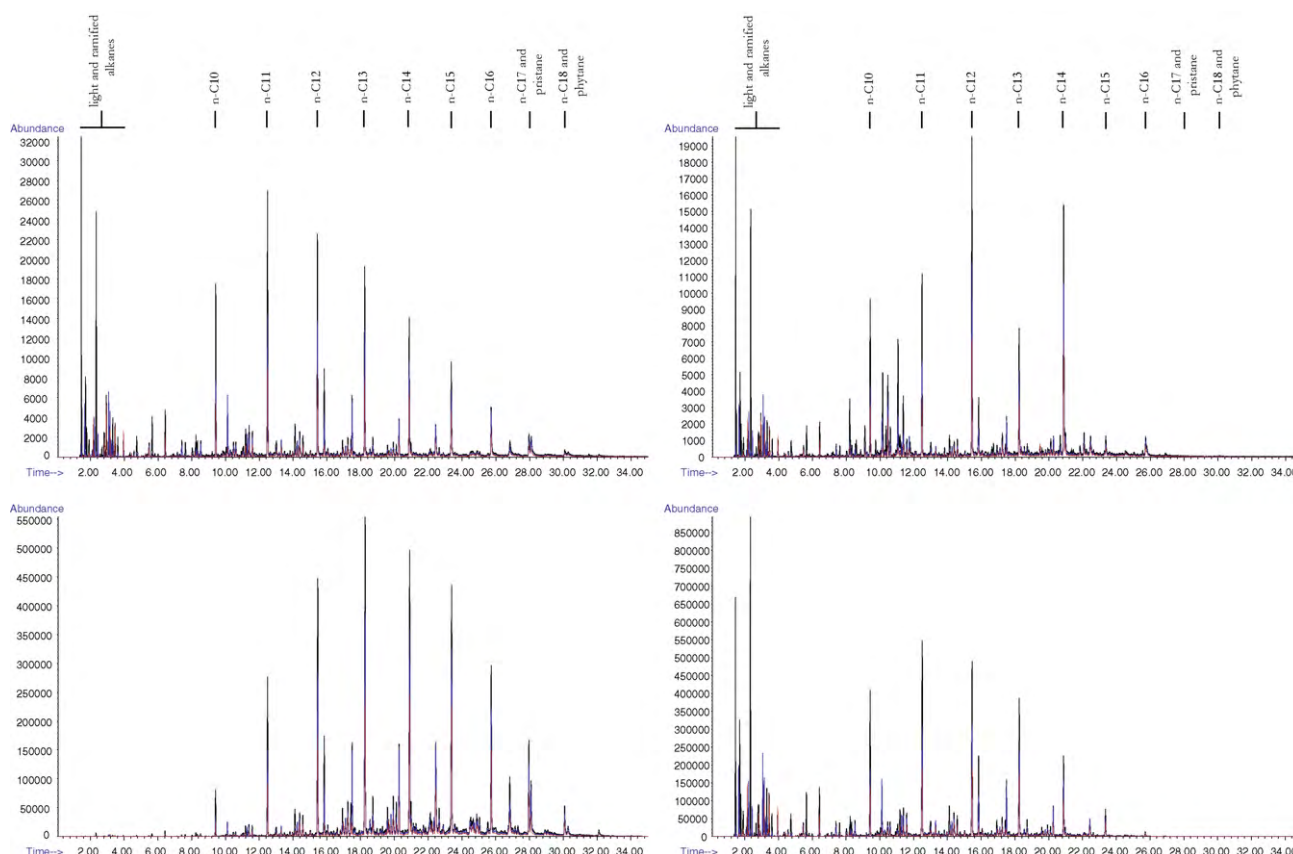 light and ramified
alkanes
n-C10
n-C11
n-C12
n-C13
n-C14
n-C15
n-C16
n-C17 and
pristane
n-C18 and
phytane
light and ramified
alkanes
n-C10
n-C11
n-C12
n-C13
n-C14
n-C15
n-C16
n-C17 and
pristane
n-C18 and
phytane
Abundance
32000
30000
28000
26000
24000
22000
20000
18000
16000
14000
12000
10000
8000
6000
4000
2000
0
Time-->
2.00 4.00 6.00 8.00 10.00 12.00 14.00 16.00 18.00 20.00 22.00 24.00 26.00 28.00 30.00 32.00 34.00
Abundance
19000
18000
17000
16000
15000
14000
13000
12000
11000
10000
9000
8000
7000
6000
5000
4000
3000
2000
1000
0
Time-->
2.00 4.00 6.00 8.00 10.00 12.00 14.00 16.00 18.00 20.00 22.00 24.00 26.00 28.00 30.00 32.00 34.00
Abundance
550000
500000
450000
400000
350000
300000
250000
200000
150000
100000
50000
0
Time-->
2.00 4.00 6.00 8.00 10.00 12.00 14.00 16.00 18.00 20.00 22.00 24.00 26.00 28.00 30.00 32.00 34.00
Abundance
850000
800000
750000
700000
650000
600000
550000
500000
450000
400000
350000
300000
250000
200000
150000
100000
50000
0
Time-->
2.00 4.00 6.00 8.00 10.00 12.00 14.00 16.00 18.00 20.00 22.00 24.00 26.00 28.00 30.00 32.00 34.0